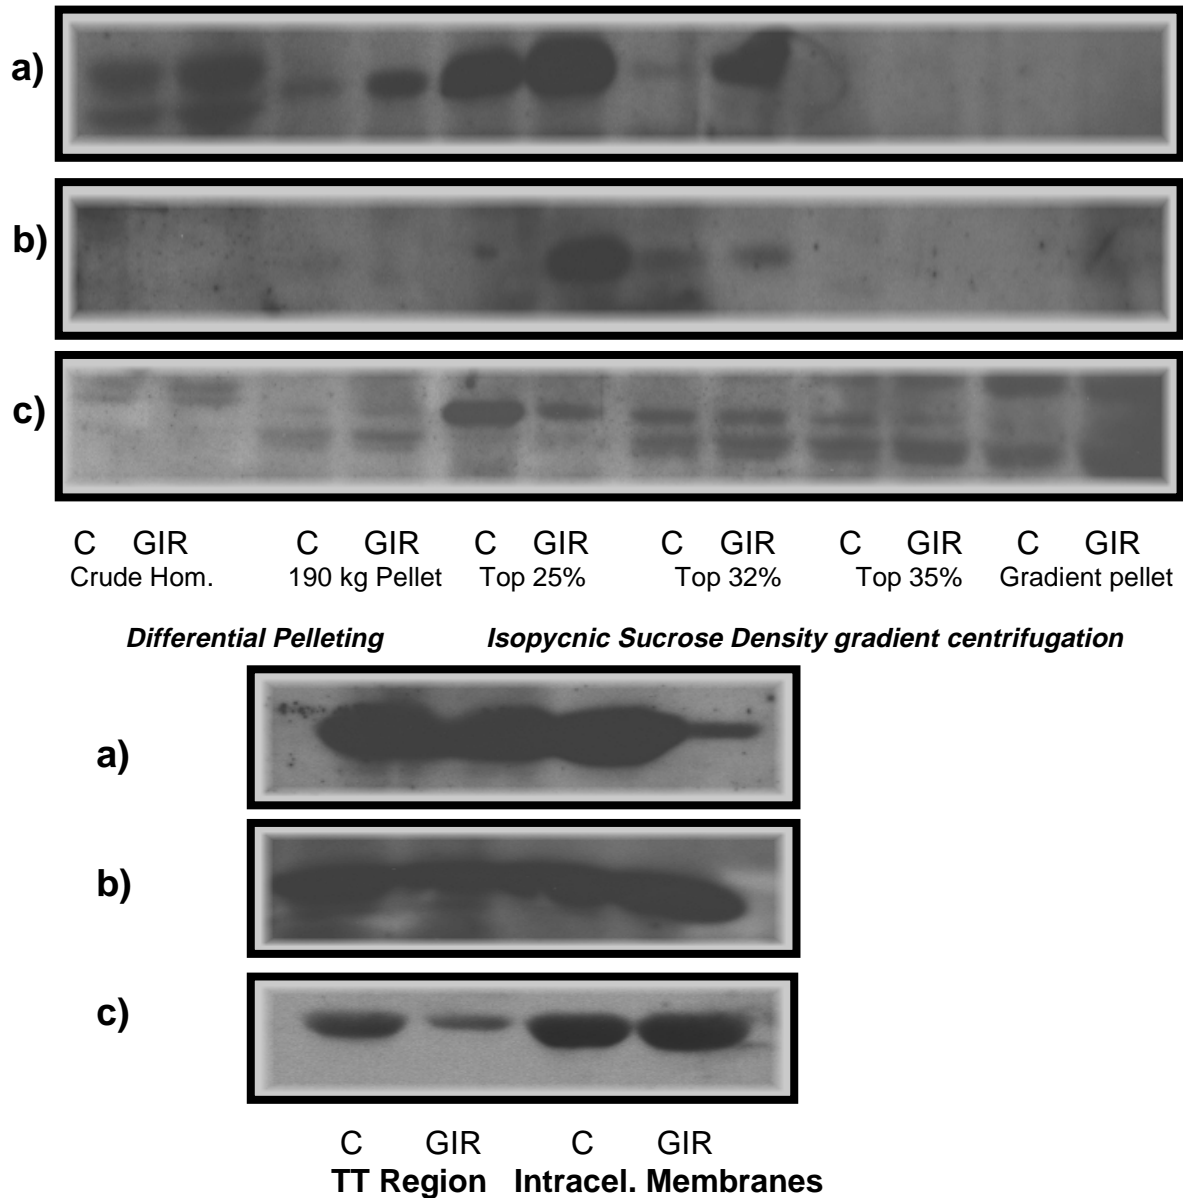 a)
b)
c)
C GIR C GIR C GIR C GIR C GIR C GIR
Crude Hom. 190 kg Pellet Top 25% Top 32% Top 35% Gradient pellet
Differential Pelleting Isopycnic Sucrose Density gradient centrifugation
a)
b)
c)
C GIR C GIR
TT Region Intracel. Membranes